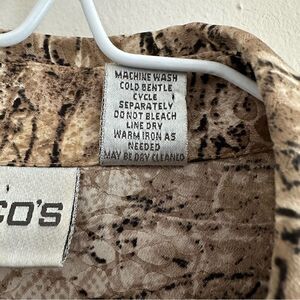 MACHINE WASH
COLD BENTLE
CYCLE
SEPARATELY
DO NOT BLEACH
LINE DRY
WARM IRON AS
NEEDED
MAY BE DRY CLEANED
CO'S